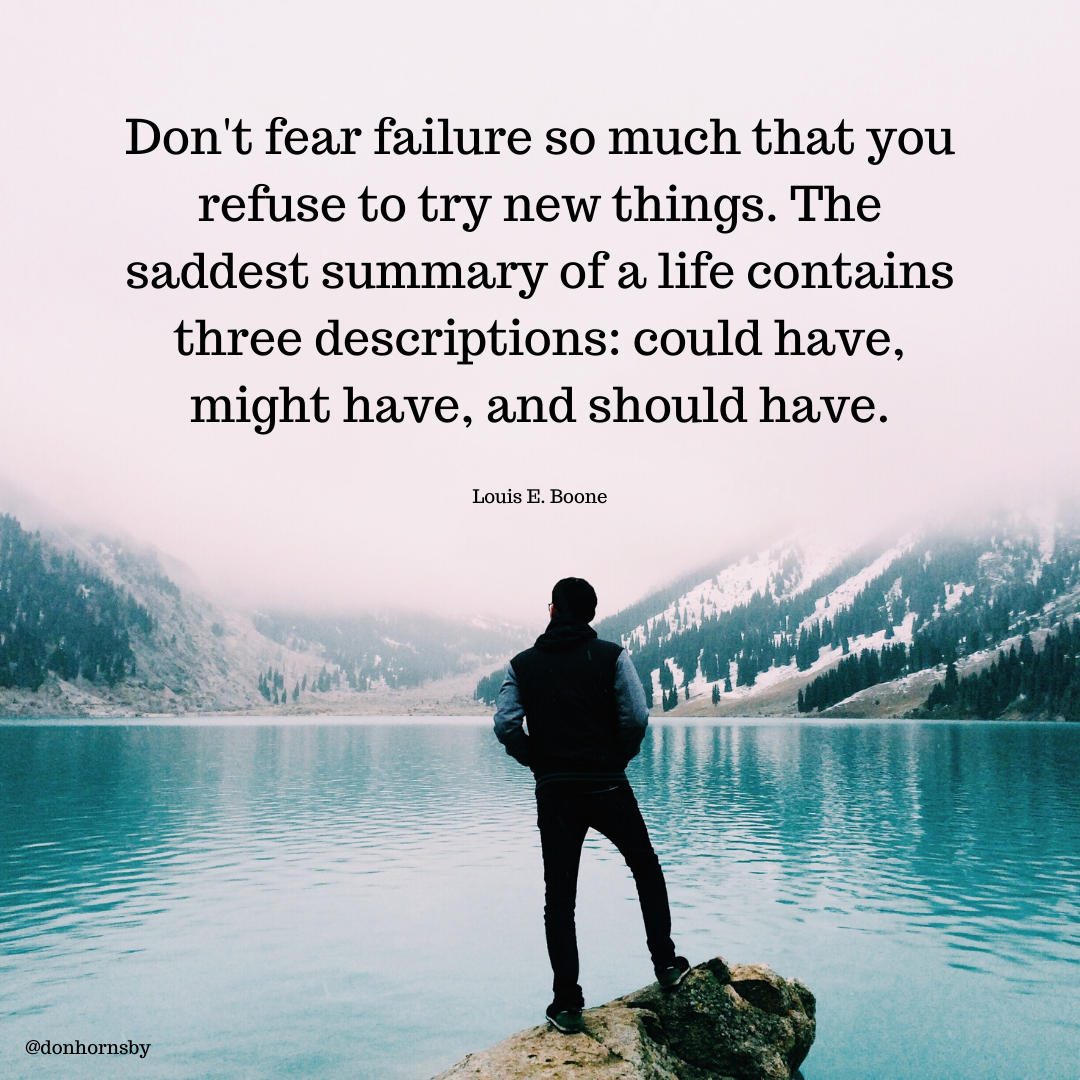 Don't fear failure so much that you
refuse to try new things. The
saddest summary of a life contains
three descriptions: could have,
might have, and should have.
Louis E. Boone
@donhornsby